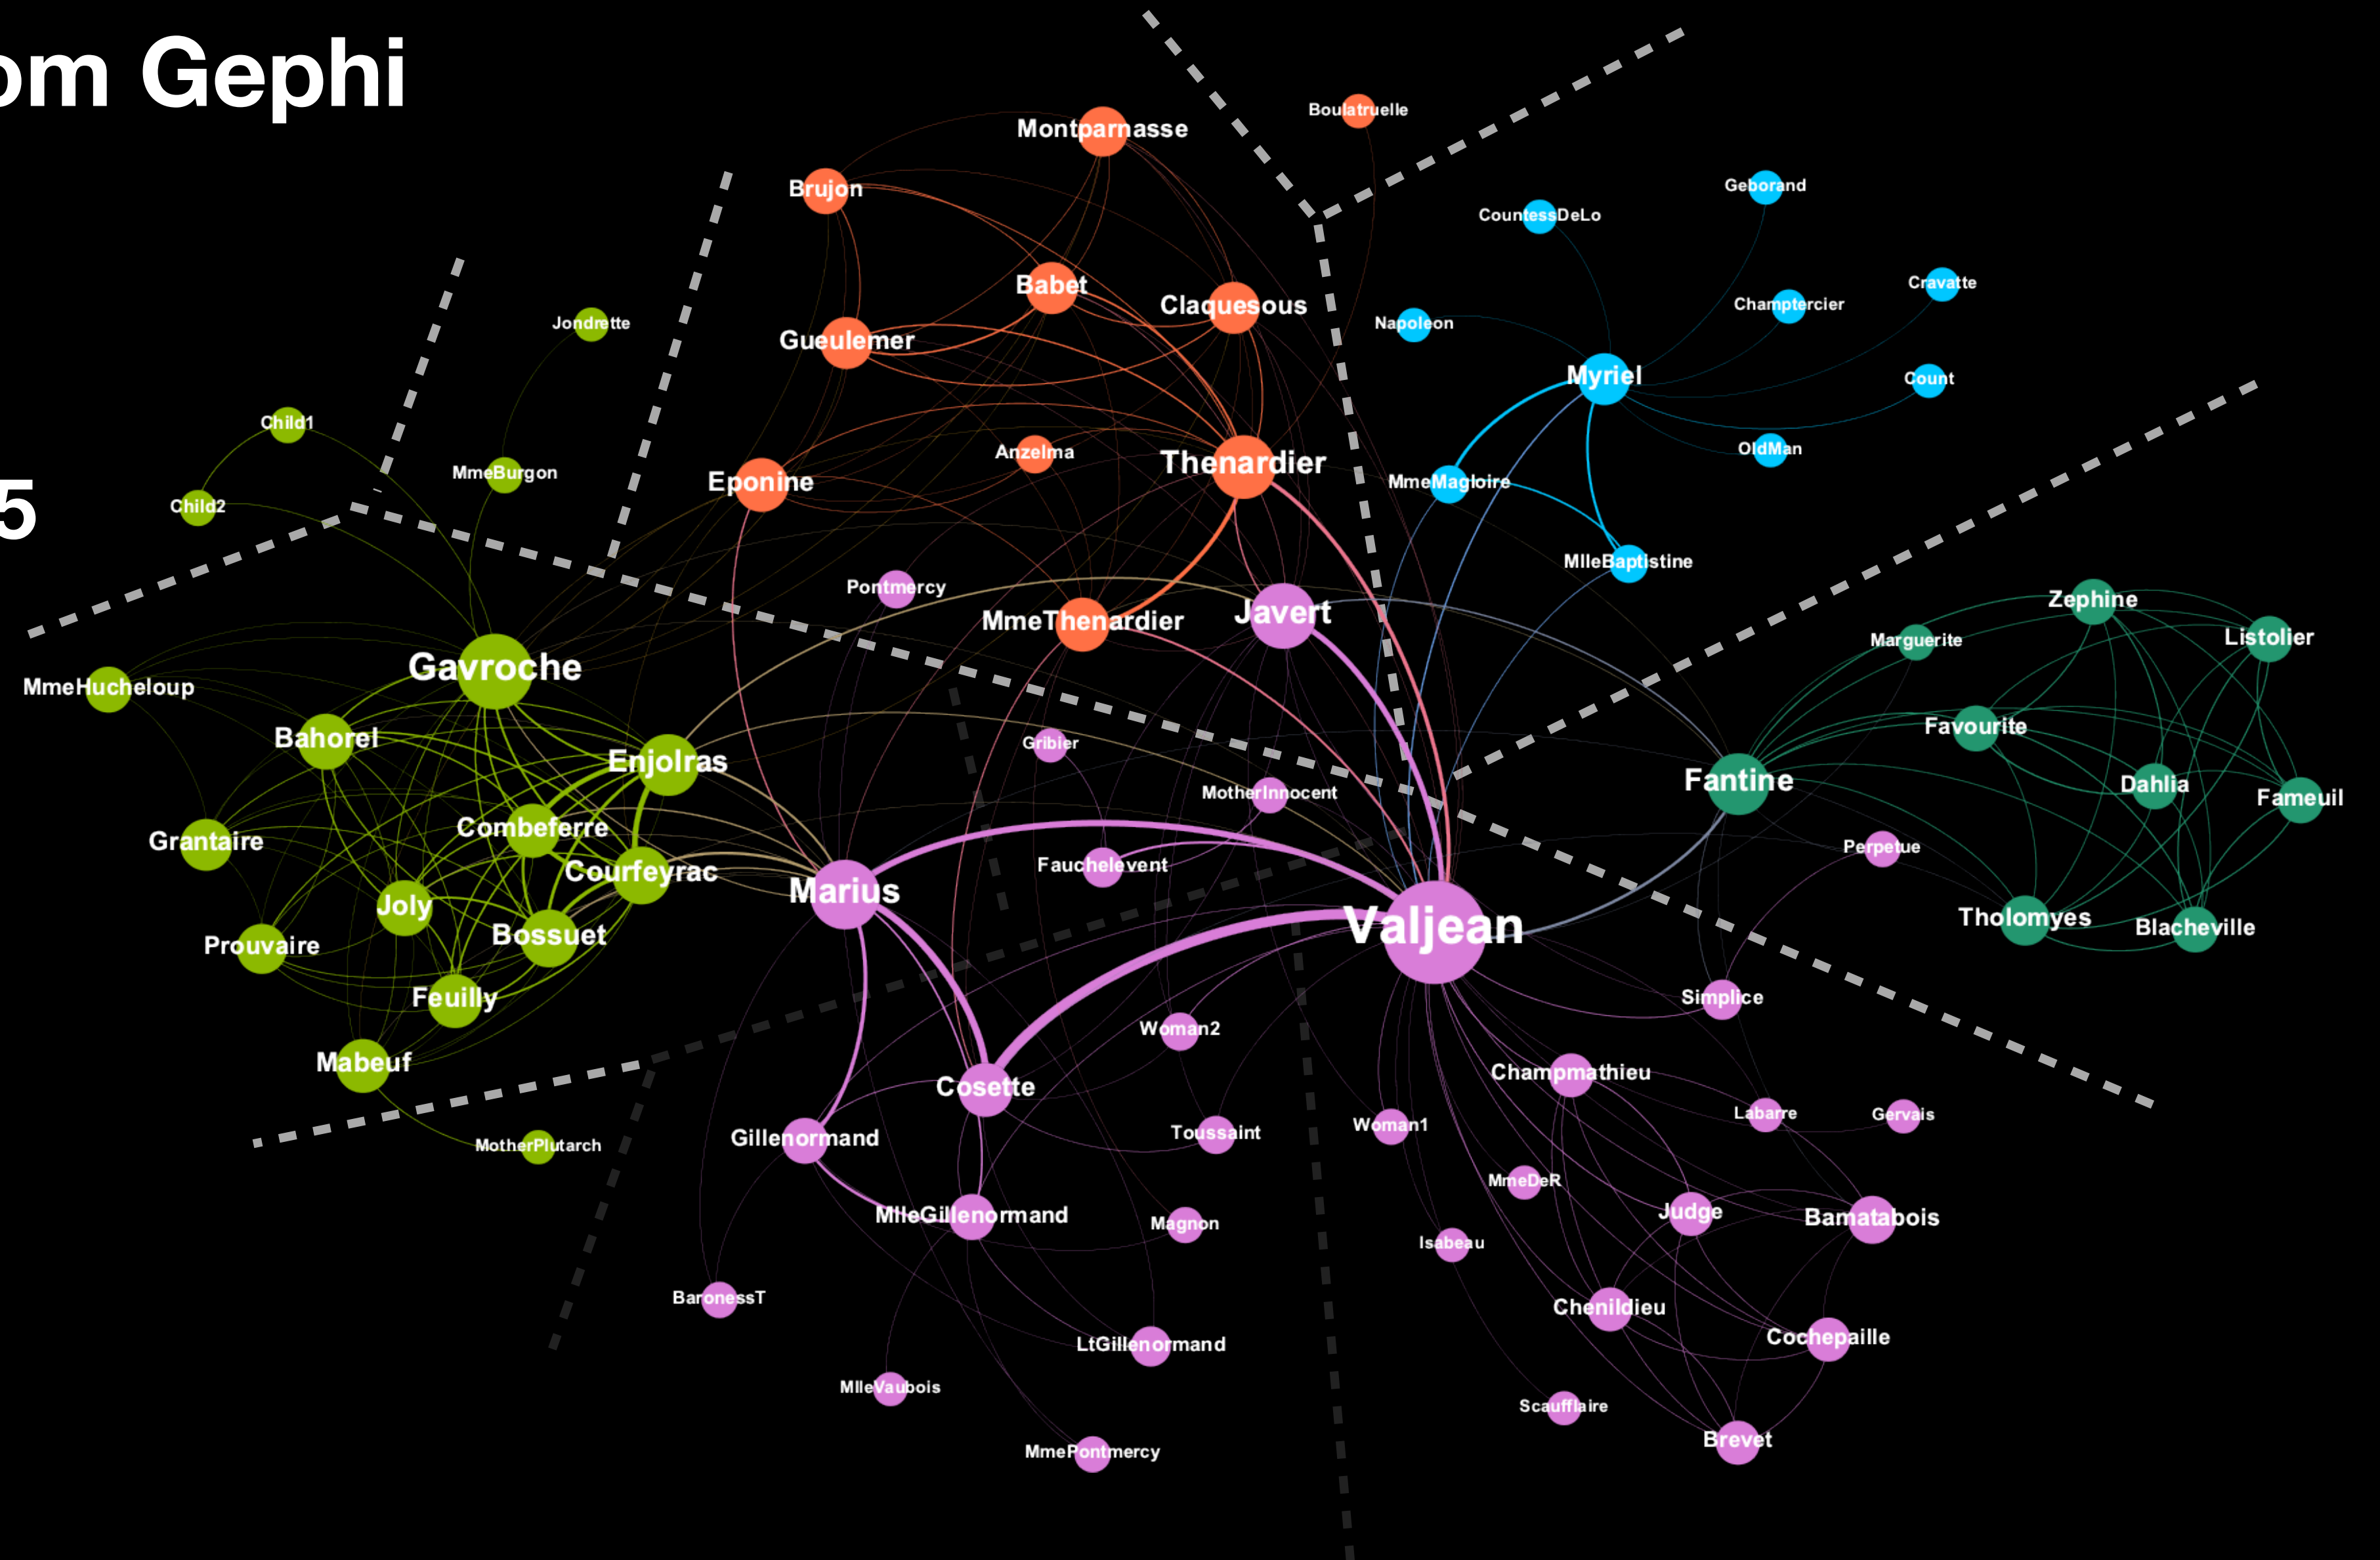 om Gephi
Boulatruelle
Montparnasse
Brujon
Geborand
CountessDeLo
Babet
Claquesous
Cravatte
Champtercier
Napoleon
Jondrette
Gueulemer
Myriel
Count
Child1
OldMan
Anzelma
Thenardier
MmeBurgon
Eponine
MmeMagloire
Child2
5
MlleBaptistine
Pontmercy
Zephine
Javert
MmeThenardier
Listolier
Marguerite
Gavroche
MmeHucheloup
Favourite
Bahorel
Gribier
Enjolras
Fantine
Dahlia
MotherInnocent
Fameuil
Combeferre
Grantaire
Perpetue
Fauchelevent
Courfeyrac
Marius
Joly
Tholomyes
Valjean
Blacheville
Bossuet
Prouvaire
Simplice
Feuilly
Woman2
Mabeuf
Champmathieu
Cosette
Labarre
Gervais
Woman1
Toussaint
Gillenormand
MotherPlutarch
MmeDeR
Judge
MlleGillenormand
Bamatabois
Magnon
Isabeau
BaronessT
Chenildieu
Cochepaille
LtGillenormand
MlleVaubois
Scaufflaire
Brevet
MmePontmercy